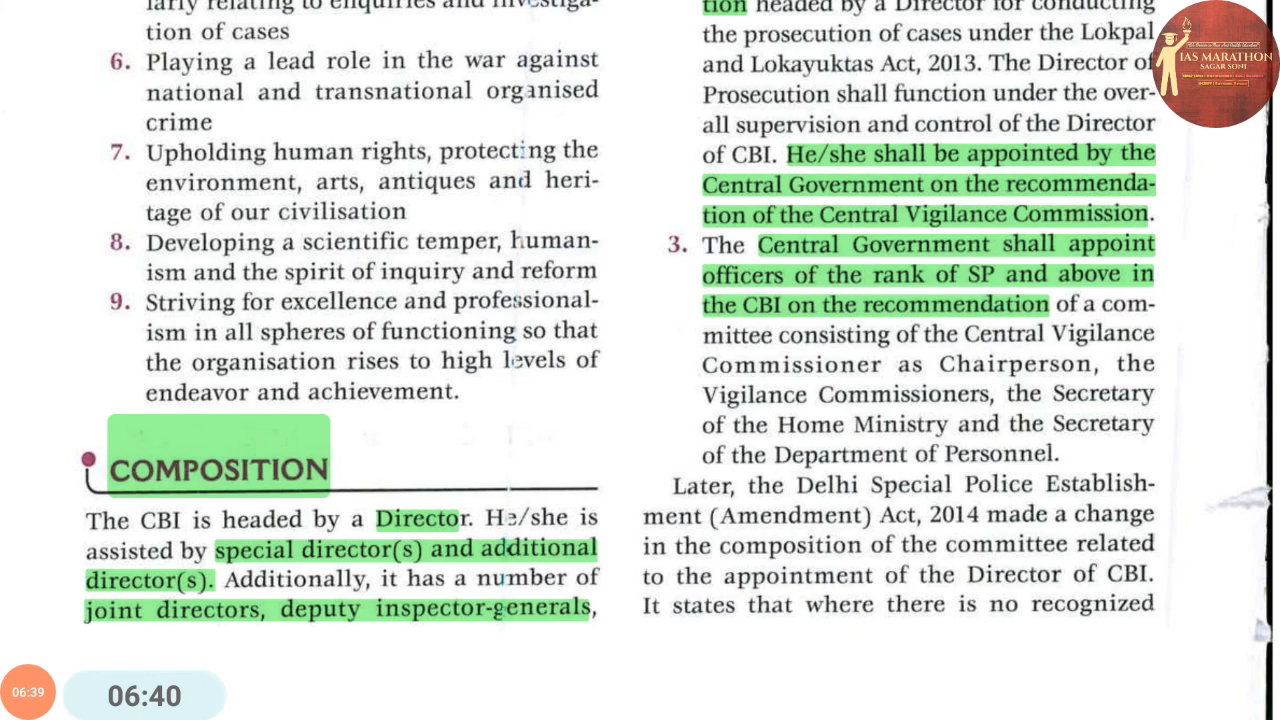 larly relating to enquiries and investiga-
tion of cases
6. Playing a lead role in the war against
national and transnational organised
crime
7. Upholding human rights, protecting the
environment, arts, antiques and heri-
tage of our civilisation
8. Developing a scientific temper, human-
ism and the spirit of inquiry and reform
9. Striving for excellence and professional-
ism in all spheres of functioning so that
the organisation rises to high levels of
endeavor and achievement.
COMPOSITION
The CBI is headed by a Director. He/she is
assisted by special director(s) and additional
director(s). Additionally, it has a number of
joint directors, deputy inspector-generals,
tion headed by a Director for conducting
the prosecution of cases under the Lokpal
and Lokayuktas Act, 2013. The Director of
Prosecution shall function under the over-
all supervision and control of the Director
of CBI. He/she shall be appointed by the
Central Government on the recommenda-
tion of the Central Vigilance Commission.
3. The Central Government shall appoint
officers of the rank of SP and above in
the CBI on the recommendation of a com-
mittee consisting of the Central Vigilance
Commissioner as Chairperson, the
Vigilance Commissioners, the Secretary
of the Home Ministry and the Secretary
of the Department of Personnel.
Later, the Delhi Special Police Establish-
ment (Amendment) Act, 2014 made a change
in the composition of the committee related
to the appointment of the Director of CBI.
It states that where there is no recognized
IAS MARATHON
SAGAR SONI
06:39
06:40